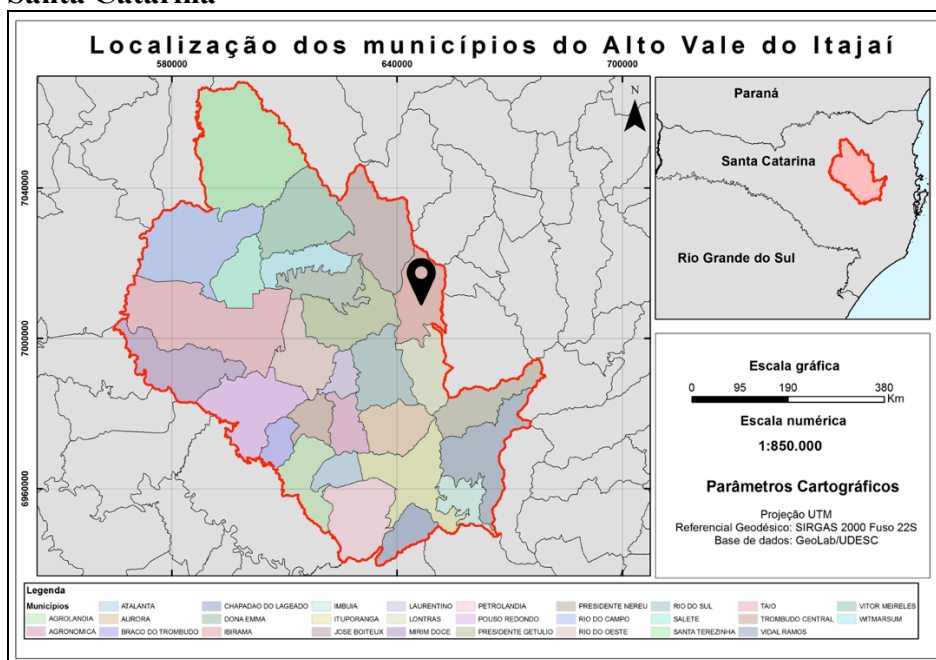 Santa Catarina
Localização dos municípios do Alto Vale do Itajaí
580000 640000 700000
7040000
7000000
6960000
N
Paraná
Santa Catarina
Rio Grande do Sul
Escala gráfica
0 95 190 380
Km
Escala numérica
1:850.000
Parâmetros Cartográficos
Projeção UTM
Referencial Geodésico: SIRGAS 2000 Fuso 22S
Base de dados: GeoLab/UDESC
Legenda
Municípios
AGROLANDIA
AGRONOMICA
ATALANTA
AURORA
BRACO DO TROMBUDO
CHAPADAO DO LAGEADO
DONA EMMA
IBIRAMA
IMBUIA
ITUPORANGA
JOSE BOITEUX
LAURENTINO
LONTRAS
MIRIM DOCE
PETROLANDIA
POUSO REDONDO
PRESIDENTE GETULIO
PRESIDENTE NEREU
RIO DO CAMPO
RIO DO OESTE
RIO DO SUL
SALETE
SANTA TEREZINHA
TAIO
TROMBUDO CENTRAL
VIDAL RAMOS
VITOR MEIRELES
WITMARSUM